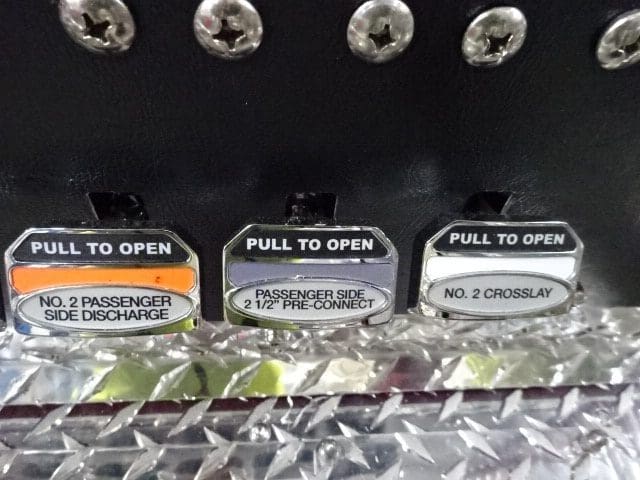 PULL TO OPEN
NO. 2 PASSENGER
SIDE DISCHARGE
PULL TO OPEN
PASSENGER SIDE
2 1/2" PRE-CONNECT
PULL TO OPEN
NO. 2 CROSSLAY